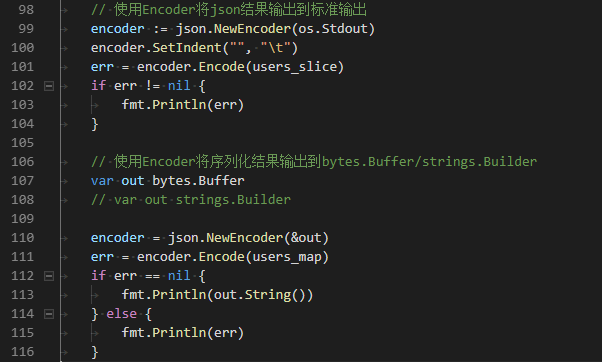 98 // 使用Encoder将json结果输出到标准输出
99 encoder := json.NewEncoder(os.Stdout)
100 encoder.SetIndent("", "\t")
101 err = encoder.Encode(users_slice)
102 if err != nil {
103 fmt.Println(err)
104 }
105
106 // 使用Encoder将序列化结果输出到bytes.Buffer/strings.Builder
107 var out bytes.Buffer
108 // var out strings.Builder
109
110 encoder = json.NewEncoder(&out)
111 err = encoder.Encode(users_map)
112 if err == nil {
113 fmt.Println(out.String())
114 } else {
115 fmt.Println(err)
116 }